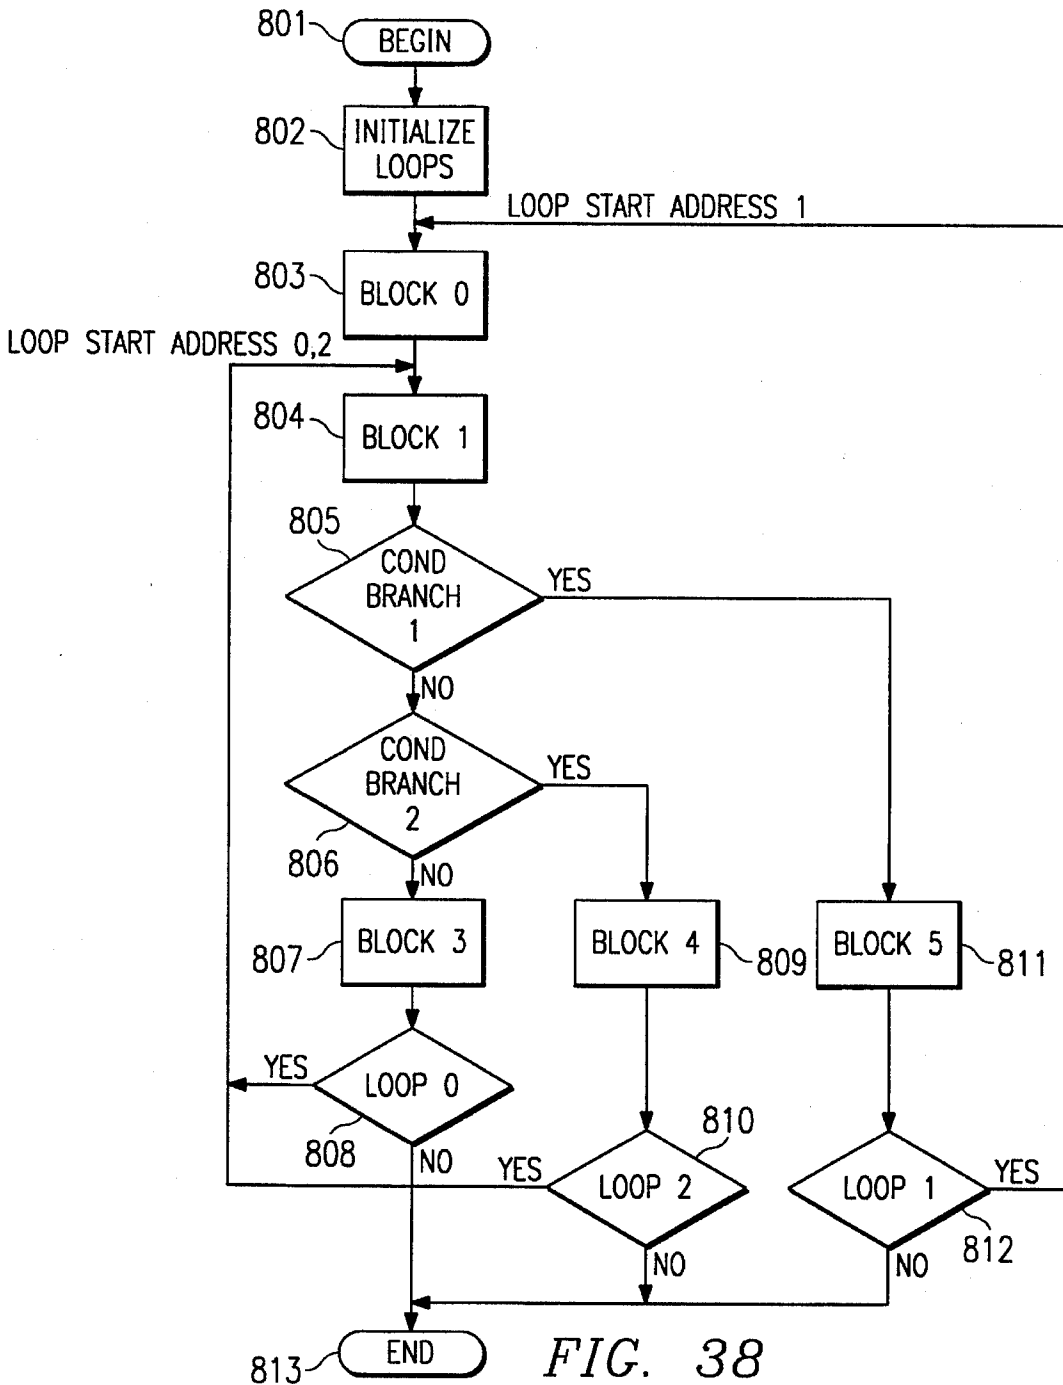 801
BEGIN
802
INITIALIZE
LOOPS
LOOP START ADDRESS 1
803
BLOCK 0
LOOP START ADDRESS 0,2
804
BLOCK 1
805
COND
BRANCH
1
YES
NO
COND
BRANCH
2
YES
806
NO
807
BLOCK 3
BLOCK 4
809
BLOCK 5
811
YES
LOOP 0
808
NO
YES
810
LOOP 2
NO
LOOP 1
YES
812
NO
813
END
FIG. 38